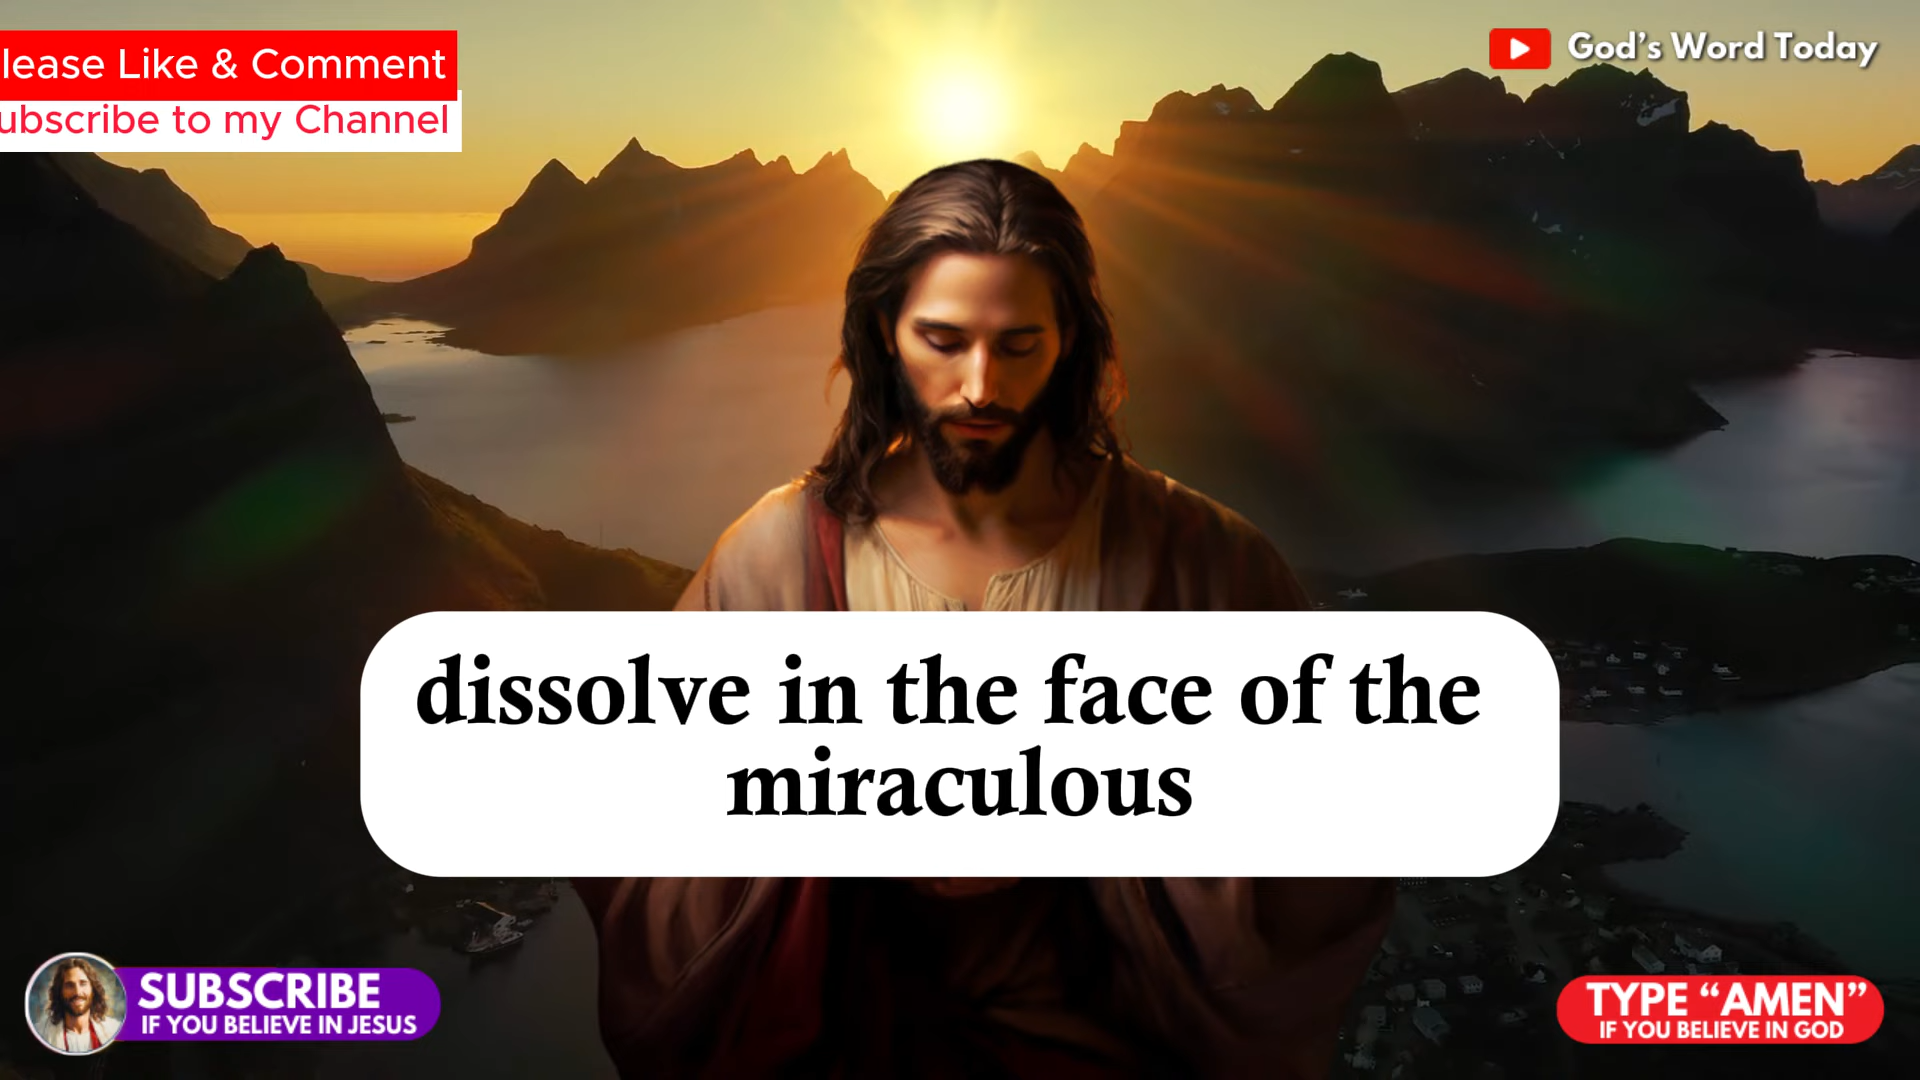 lease Like & Comment
ubscribe to my Channel
God's Word Today
dissolve in the face of the
miraculous
SUBSCRIBE
IF YOU BELIEVE IN JESUS
TYPE “AMEN”
IF YOU BELIEVE IN GOD